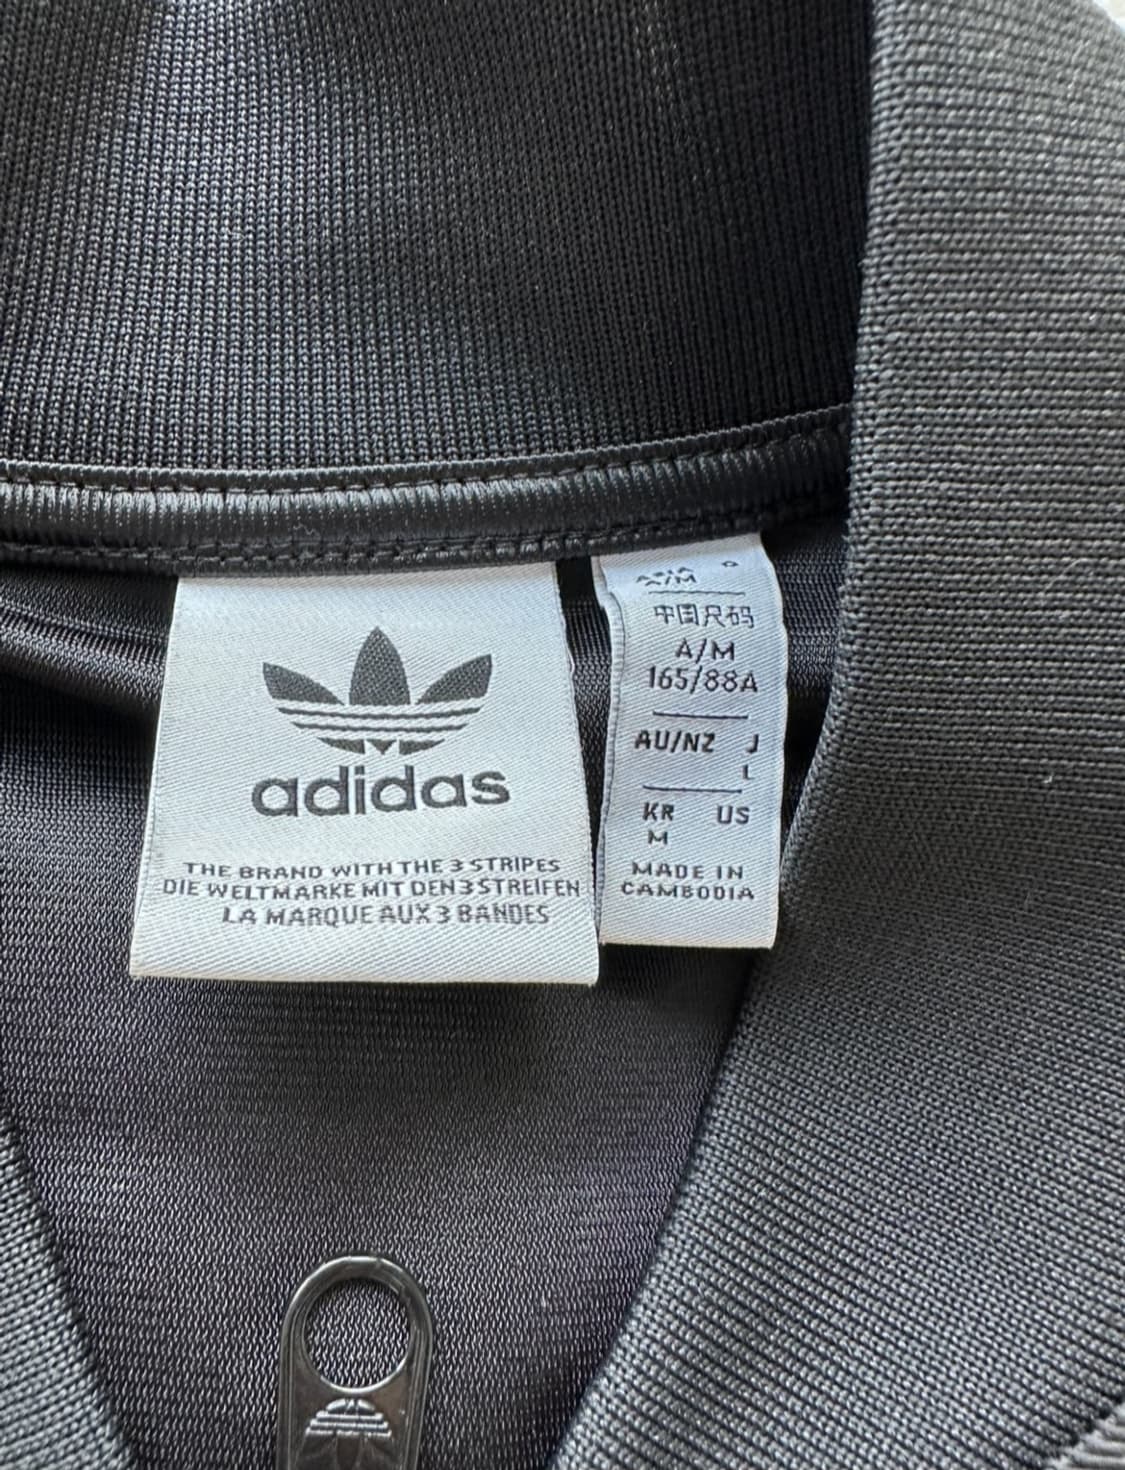 adidas
THE BRAND WITH THE 3 STRIPES
DIE WELTMARKE MIT DEN 3 STREIFEN
LA MARQUE AUX 3 BANDES
ASIA
A/M
中国尺码
A/M
165/88A
AU/NZ J
L
KR US
M
MADE IN
CAMBODIA